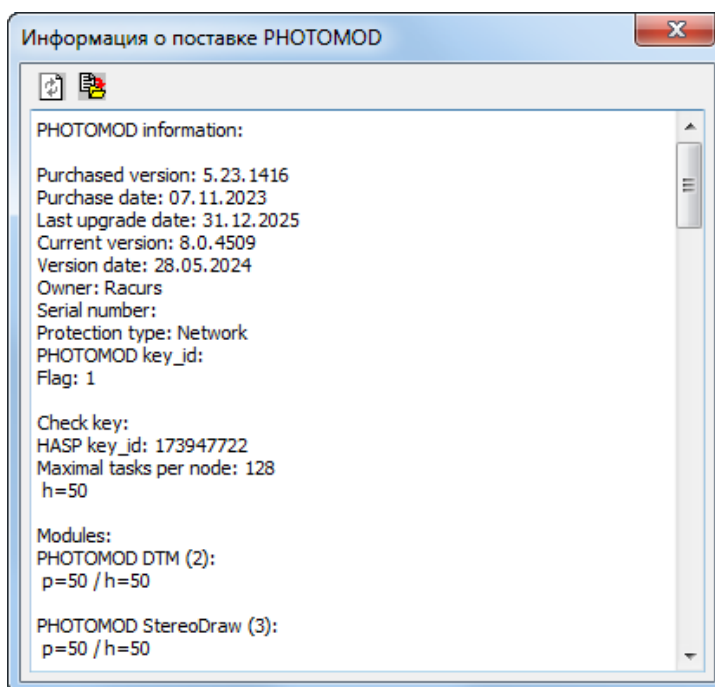 Информация о поставке PHOTOMOD
PHOTOMOD information:
Purchased version: 5.23.1416
Purchase date: 07.11.2023
Last upgrade date: 31.12.2025
Current version: 8.0.4509
Version date: 28.05.2024
Owner: Racurs
Serial number:
Protection type: Network
PHOTOMOD key_id:
Flag: 1
Check key:
HASP key_id: 173947722
Maximal tasks per node: 128
h=50
Modules:
PHOTOMOD DTM (2):
p=50 / h=50
PHOTOMOD StereoDraw (3):
p=50 / h=50